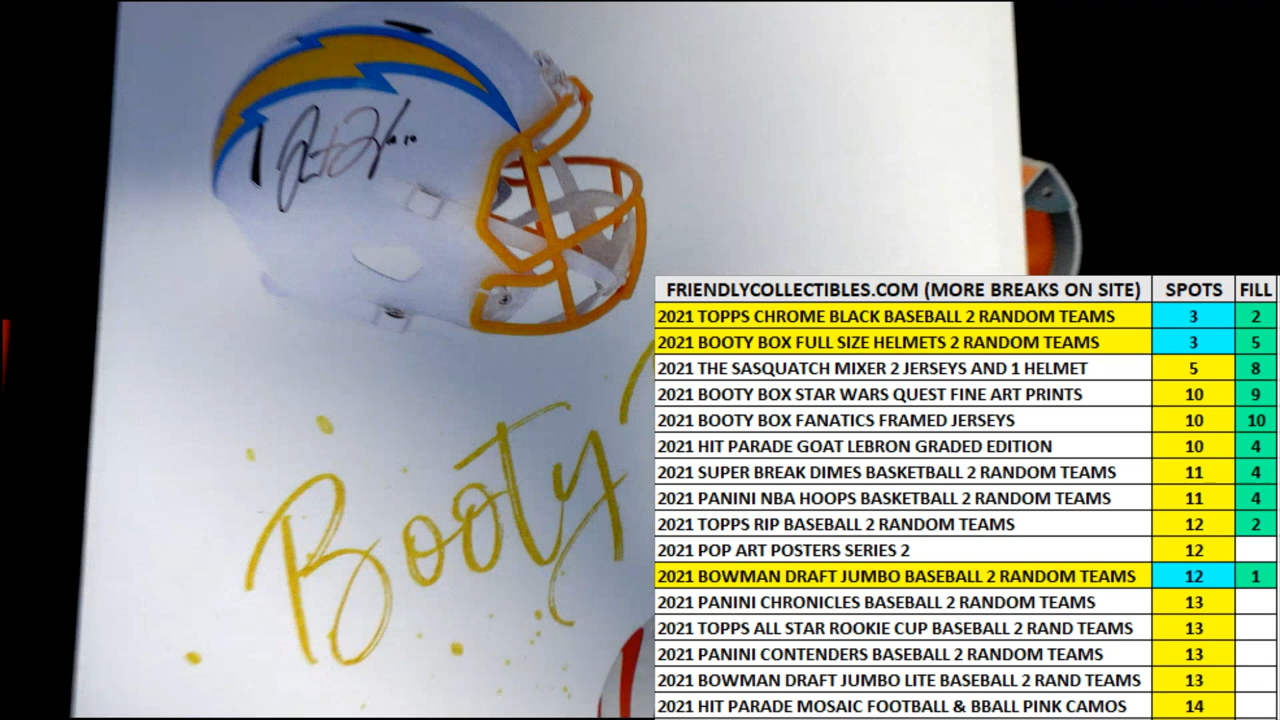 Booty
FRIENDLYCOLLECTIBLES.COM (MORE BREAKS ON SITE) SPOTS FILL
2021 TOPPS CHROME BLACK BASEBALL 2 RANDOM TEAMS 3 2
2021 BOOTY BOX FULL SIZE HELMETS 2 RANDOM TEAMS 3 5
2021 THE SASQUATCH MIXER 2 JERSEYS AND 1 HELMET 5 8
2021 BOOTY BOX STAR WARS QUEST FINE ART PRINTS 10 9
2021 BOOTY BOX FANATICS FRAMED JERSEYS 10 10
2021 HIT PARADE GOAT LEBRON GRADED EDITION 10 4
2021 SUPER BREAK DIMES BASKETBALL 2 RANDOM TEAMS 11 4
2021 PANINI NBA HOOPS BASKETBALL 2 RANDOM TEAMS 11 4
2021 TOPPS RIP BASEBALL 2 RANDOM TEAMS 12 2
2021 POP ART POSTERS SERIES 2 12
2021 BOWMAN DRAFT JUMBO BASEBALL 2 RANDOM TEAMS 12 1
2021 PANINI CHRONICLES BASEBALL 2 RANDOM TEAMS 13
2021 TOPPS ALL STAR ROOKIE CUP BASEBALL 2 RAND TEAMS 13
2021 PANINI CONTENDERS BASEBALL 2 RANDOM TEAMS 13
2021 BOWMAN DRAFT JUMBO LITE BASEBALL 2 RAND TEAMS 13
2021 HIT PARADE MOSAIC FOOTBALL & BBALL PINK CAMOS 14